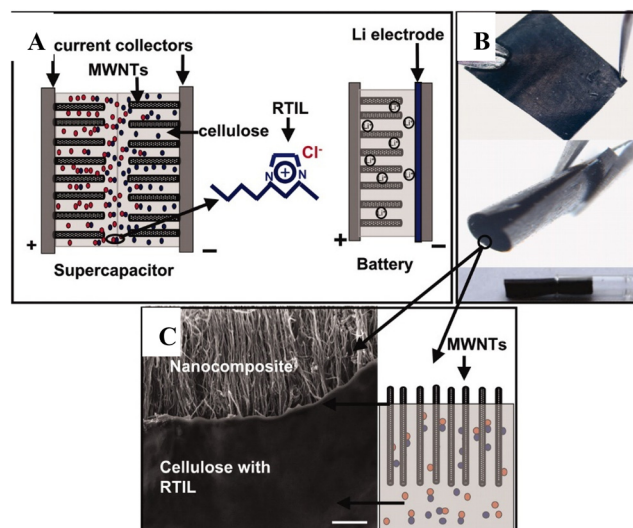 A
current collectors
MWNTs
cellulose
RTIL
Cl-
N
+
N
+
−
Supercapacitor
Li electrode
+
−
Battery
B
C
Nanocomposite
Cellulose with
RTIL
MWNTs